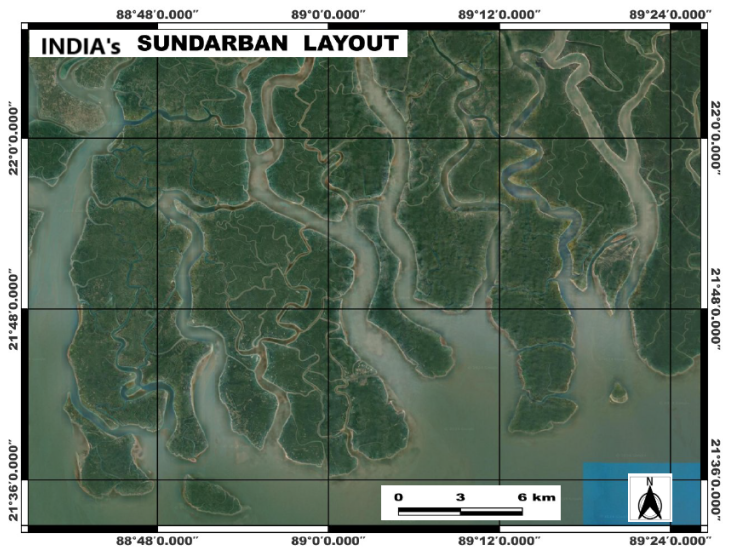 88°48′0.000″ 89°0′0.000″ 89°12′0.000″ 89°24′0.000″
INDIA's SUNDARBAN LAYOUT
22°0′0.000″ 22°0′0.000″
21°48′0.000″ 21°48′0.000″
21°36′0.000″ 21°36′0.000″
0 3 6 km
N
88°48′0.000″ 89°0′0.000″ 89°12′0.000″ 89°24′0.000″